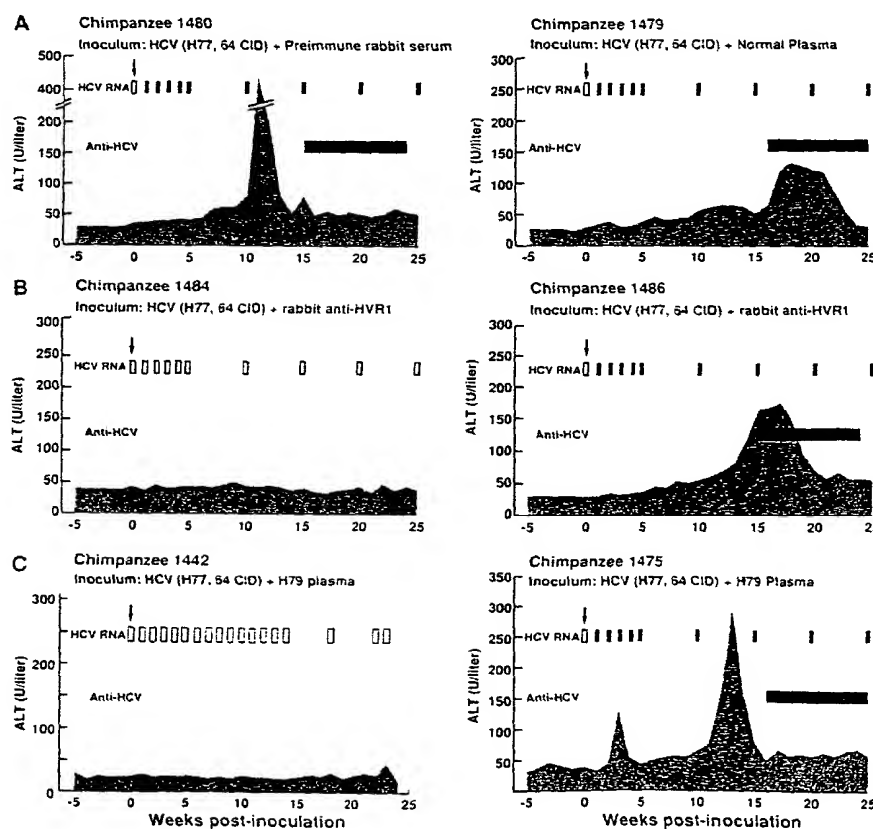 A
Chimpanzee 1480
Inoculum: HCV (H77, 64 CID) + Preimmune rabbit serum
500
400
200
150
100
50
0
ALT (U/liter)
HCV RNA
Anti-HCV
-5 0 5 10 15 20 25
Chimpanzee 1479
Inoculum: HCV (H77, 64 CID) + Normal Plasma
300
250
200
150
100
50
0
ALT (U/liter)
HCV RNA
Anti-HCV
-5 0 5 10 15 20 25
B
Chimpanzee 1484
Inoculum: HCV (H77, 64 CID) + rabbit anti-HVR1
300
250
200
150
100
50
0
ALT (U/liter)
HCV RNA
Anti-HCV
-5 0 5 10 15 20 25
Chimpanzee 1486
Inoculum: HCV (H77, 64 CID) + rabbit anti-HVR1
300
250
200
150
100
50
0
ALT (U/liter)
HCV RNA
Anti-HCV
-5 0 5 10 15 20 25
C
Chimpanzee 1442
Inoculum: HCV (H77, 64 CID) + H79 plasma
300
250
200
150
100
50
0
ALT (U/liter)
HCV RNA
Anti-HCV
-5 0 5 10 15 20 25
Weeks post-inoculation
Chimpanzee 1475
Inoculum: HCV (H77, 64 CID) + H79 Plasma
300
250
200
150
100
50
ALT (U/liter)
HCV RNA
Anti-HCV
-5 0 5 10 15 20 25
Weeks post-inoculation